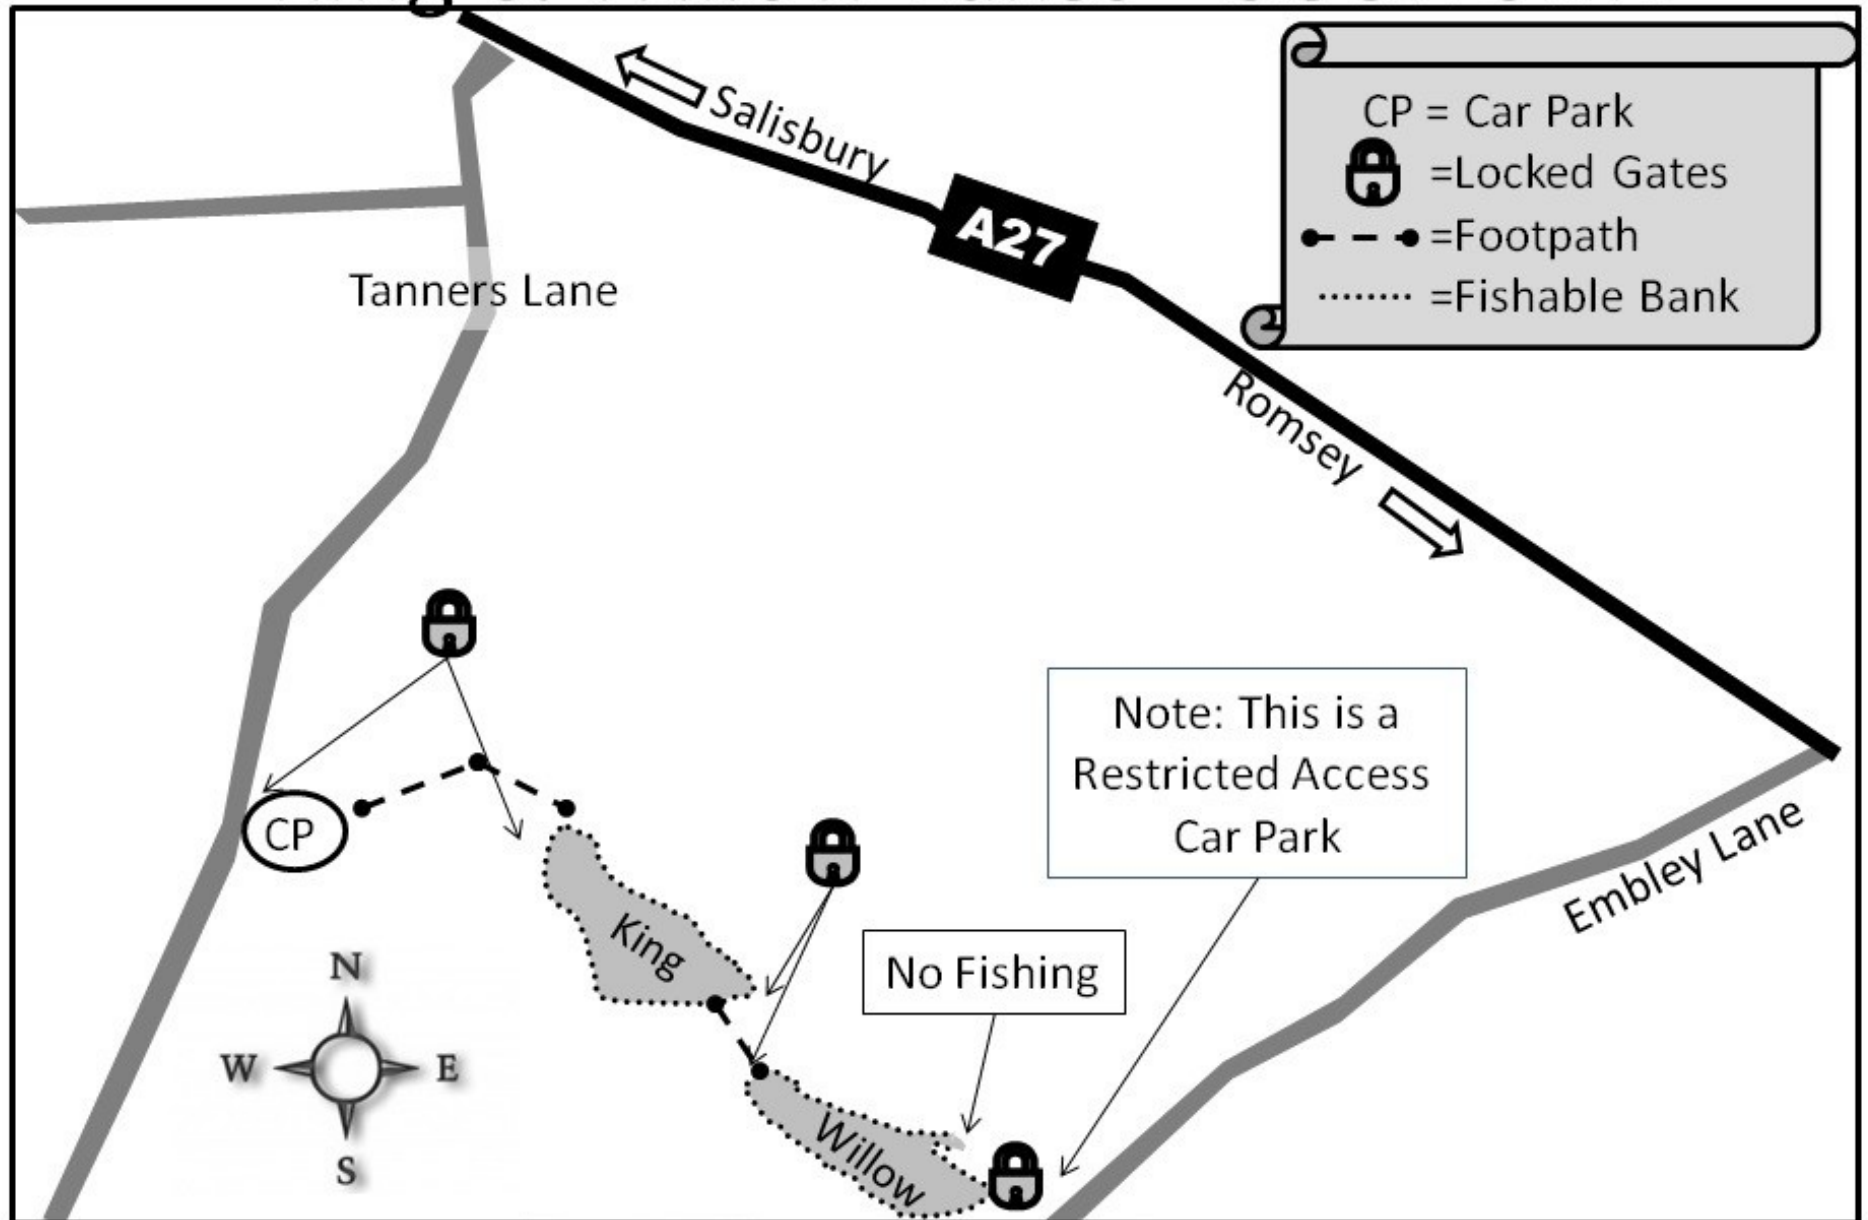 Salisbury
A27
Romsey
CP = Car Park
=Locked Gates
=Footpath
=Fishable Bank
Tanners Lane
CP
King
Willow
No Fishing
Note: This is a
Restricted Access
Car Park
Embley Lane
N
W
E
S